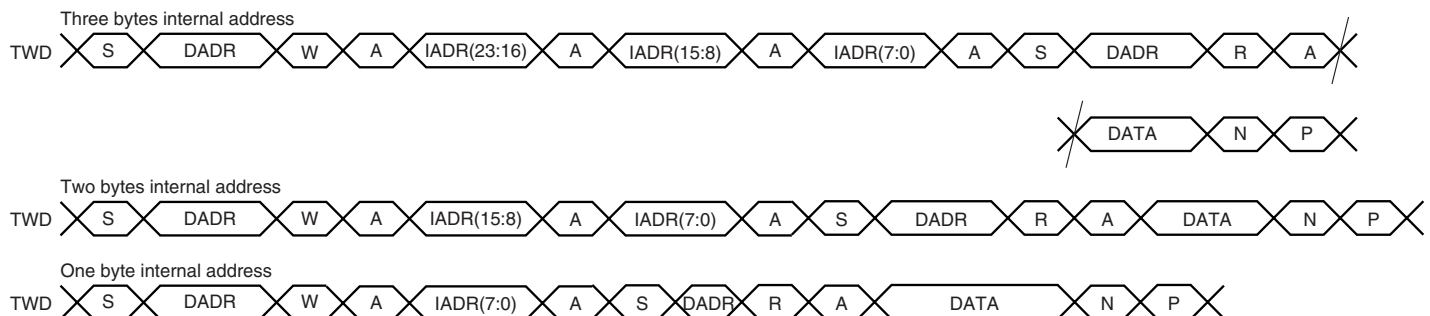 Three bytes internal address
TWD S DADR W A IADR(23:16) A IADR(15:8) A IADR(7:0) A S DADR R A
DATA N P
Two bytes internal address
TWD S DADR W A IADR(15:8) A IADR(7:0) A S DADR R A DATA N P
One byte internal address
TWD S DADR W A IADR(7:0) A S DADR R A DATA N P